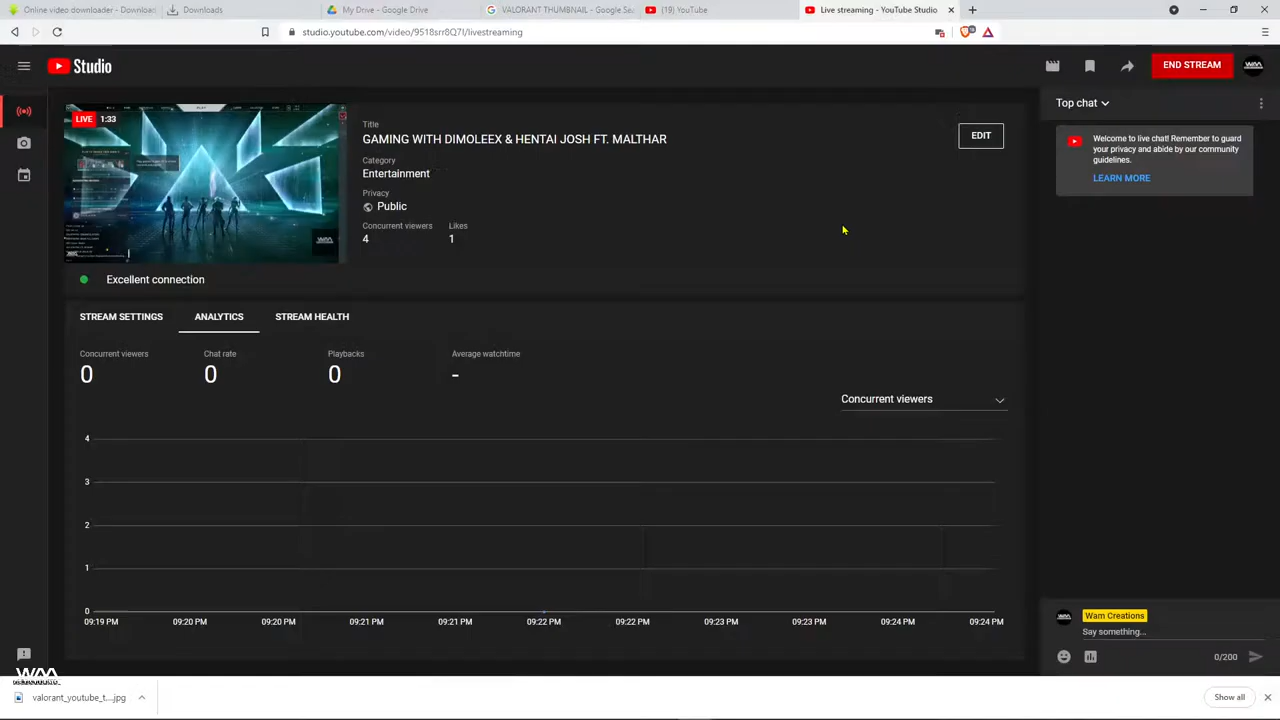 Online video downloader - Download
Downloads
My Drive - Google Drive
VALORANT THUMBNAIL - Google Sea
(19) YouTube
Live streaming - YouTube Studio
studio.youtube.com/video/9518srr8Q7I/livestreaming
Studio
END STREAM
WAM
LIVE 1:33
Title
GAMING WITH DIMOLEEX & HENTAI JOSH FT. MALTHAR
EDIT
Category
Entertainment
Privacy
Public
Concurrent viewers
Likes
4
1
Excellent connection
Top chat
Welcome to live chat! Remember to guard
your privacy and abide by our community
guidelines.
LEARN MORE
STREAM SETTINGS
ANALYTICS
STREAM HEALTH
Concurrent viewers
Chat rate
Playbacks
Average watchtime
0
0
0
-
Concurrent viewers
4
3
2
1
0
09:19 PM
09:20 PM
09:20 PM
09:21 PM
9:21 PM
09:22 PM
09:22 PM
09:23 PM
09:23 PM
09:24 PM
09:24 PM
Wam Creations
Say something...
0/200
WAM
valorant_youtube_t....jpg
Show all